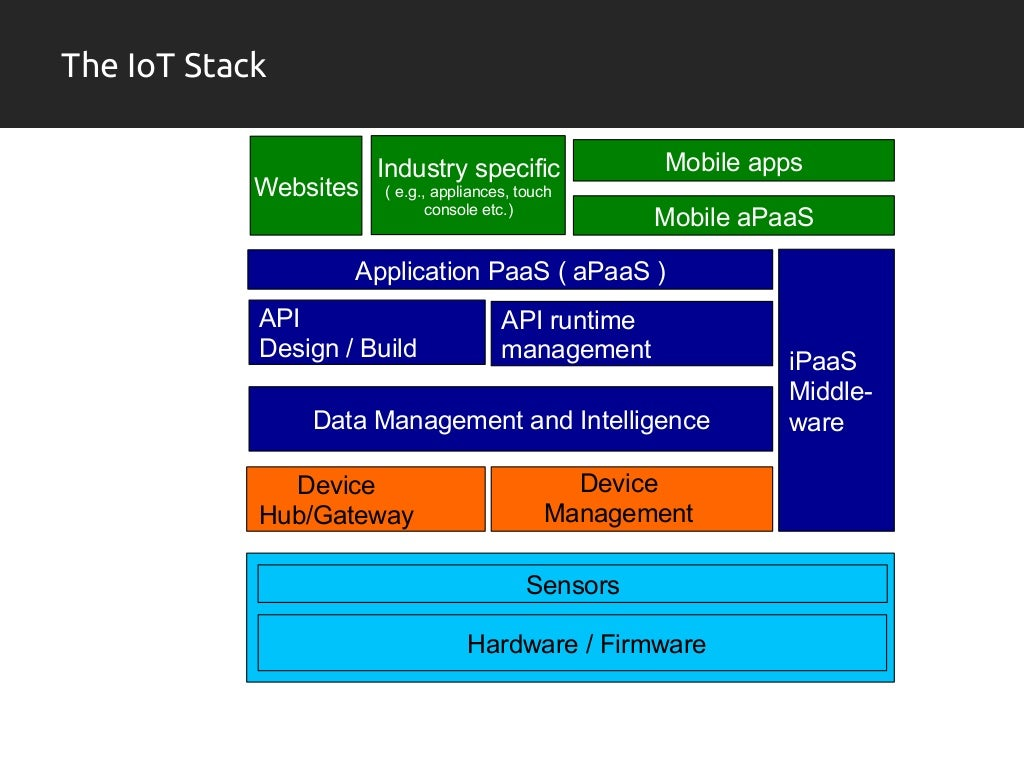 The IoT Stack
Websites
Industry specific
( e.g., appliances, touch
console etc.)
Mobile apps
Mobile aPaaS
Application PaaS ( aPaaS )
API
Design / Build
API runtime
management
iPaaS
Middle-
ware
Data Management and Intelligence
Device
Hub/Gateway
Device
Management
Sensors
Hardware / Firmware